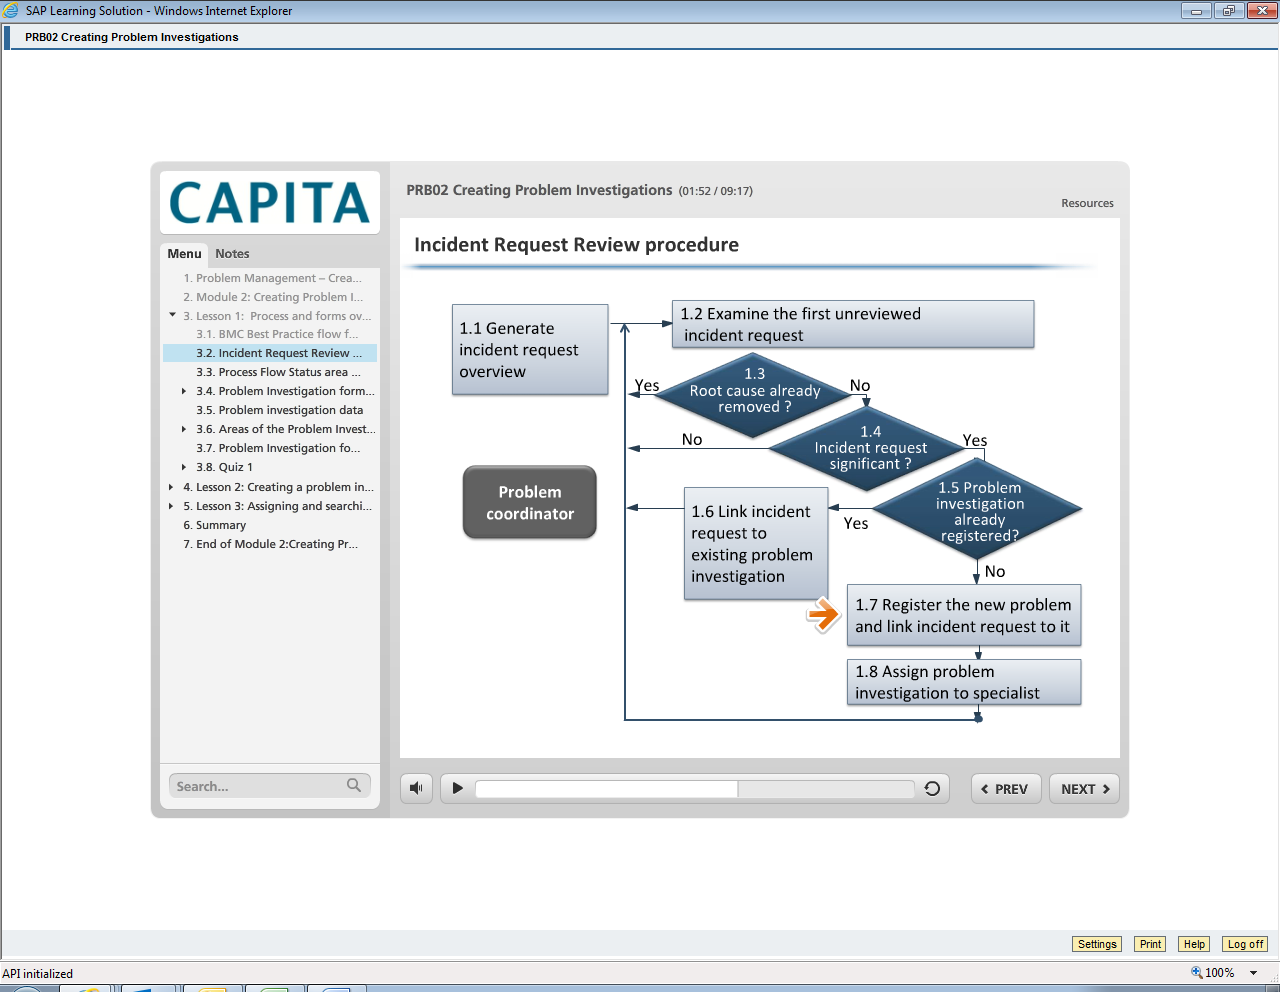 SAP Learning Solution - Windows Internet Explorer
PRB02 Creating Problem Investigations
CAPITA
PRB02 Creating Problem Investigations (01:52 / 09:17)
Resources
Menu
Notes
1. Problem Management – Crea...
2. Module 2: Creating Problem I...
3. Lesson 1: Process and forms ov...
3.1. BMC Best Practice flow f...
3.2. Incident Request Review ...
3.3. Process Flow Status area ...
3.4. Problem Investigation form...
3.5. Problem investigation data
3.6. Areas of the Problem Invest...
3.7. Problem Investigation fo...
3.8. Quiz 1
4. Lesson 2: Creating a problem in...
5. Lesson 3: Assigning and searchi...
6. Summary
7. End of Module 2:Creating Pr...
Search...
Incident Request Review procedure
1.1 Generate
incident request
overview
1.2 Examine the first unreviewed
incident request
1.3
Root cause already
removed ?
Yes
No
1.4
Incident request
significant ?
No
Yes
1.5 Problem
investigation
already
registered?
Yes
No
1.6 Link incident
request to
existing problem
investigation
Problem
coordinator
1.7 Register the new problem
and link incident request to it
1.8 Assign problem
investigation to specialist
PREV
NEXT
Settings
Print
Help
Log off
API initialized
100%